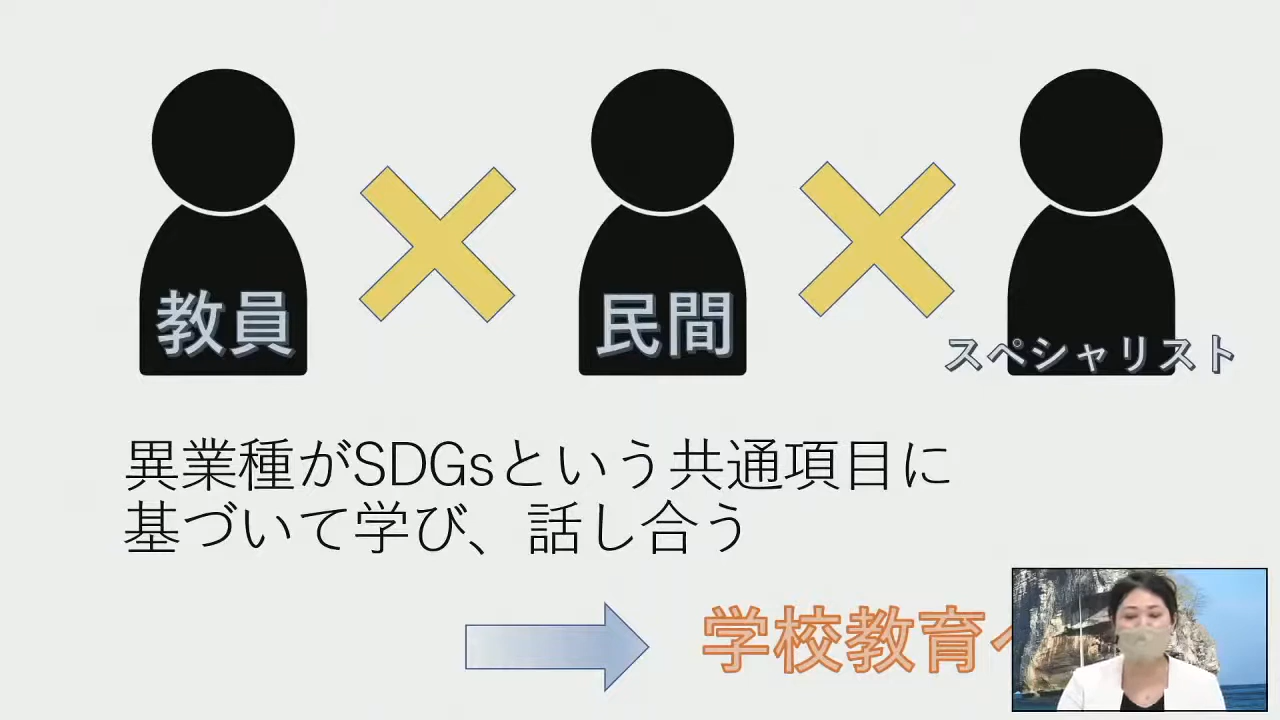 教員
民間
スペシャリスト
異業種がSDGsという共通項目に
基づいて学び、話し合う
学校教育へ